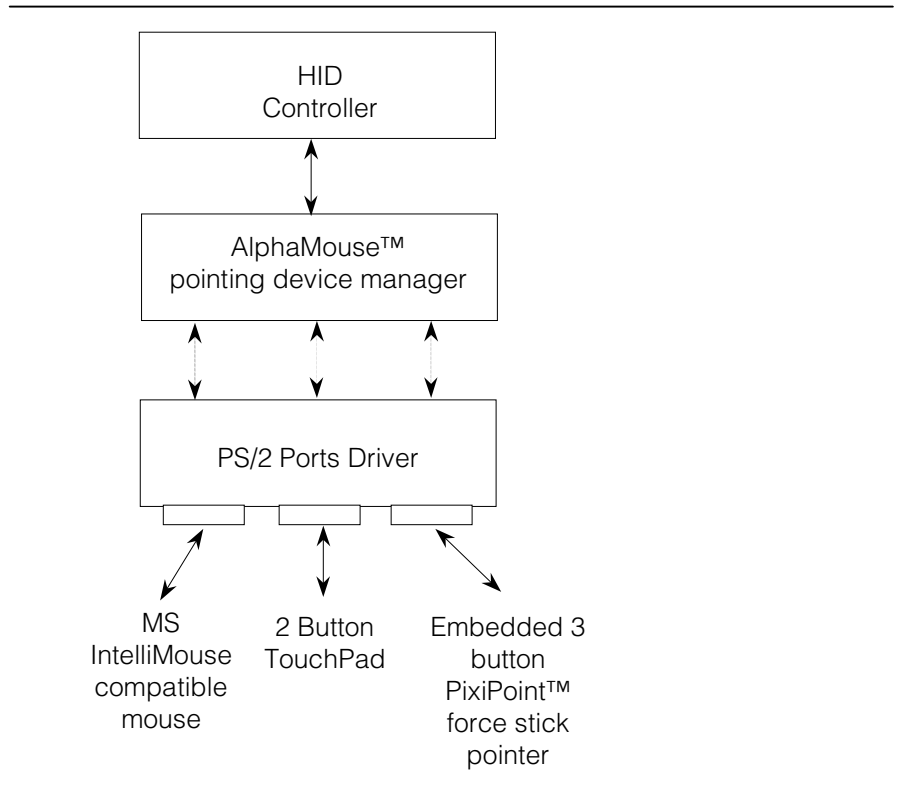 HID
Controller
AlphaMouse™
pointing device manager
PS/2 Ports Driver
MS
IntelliMouse
compatible
mouse
2 Button
TouchPad
Embedded 3
button
PixiPoint™
force stick
pointer